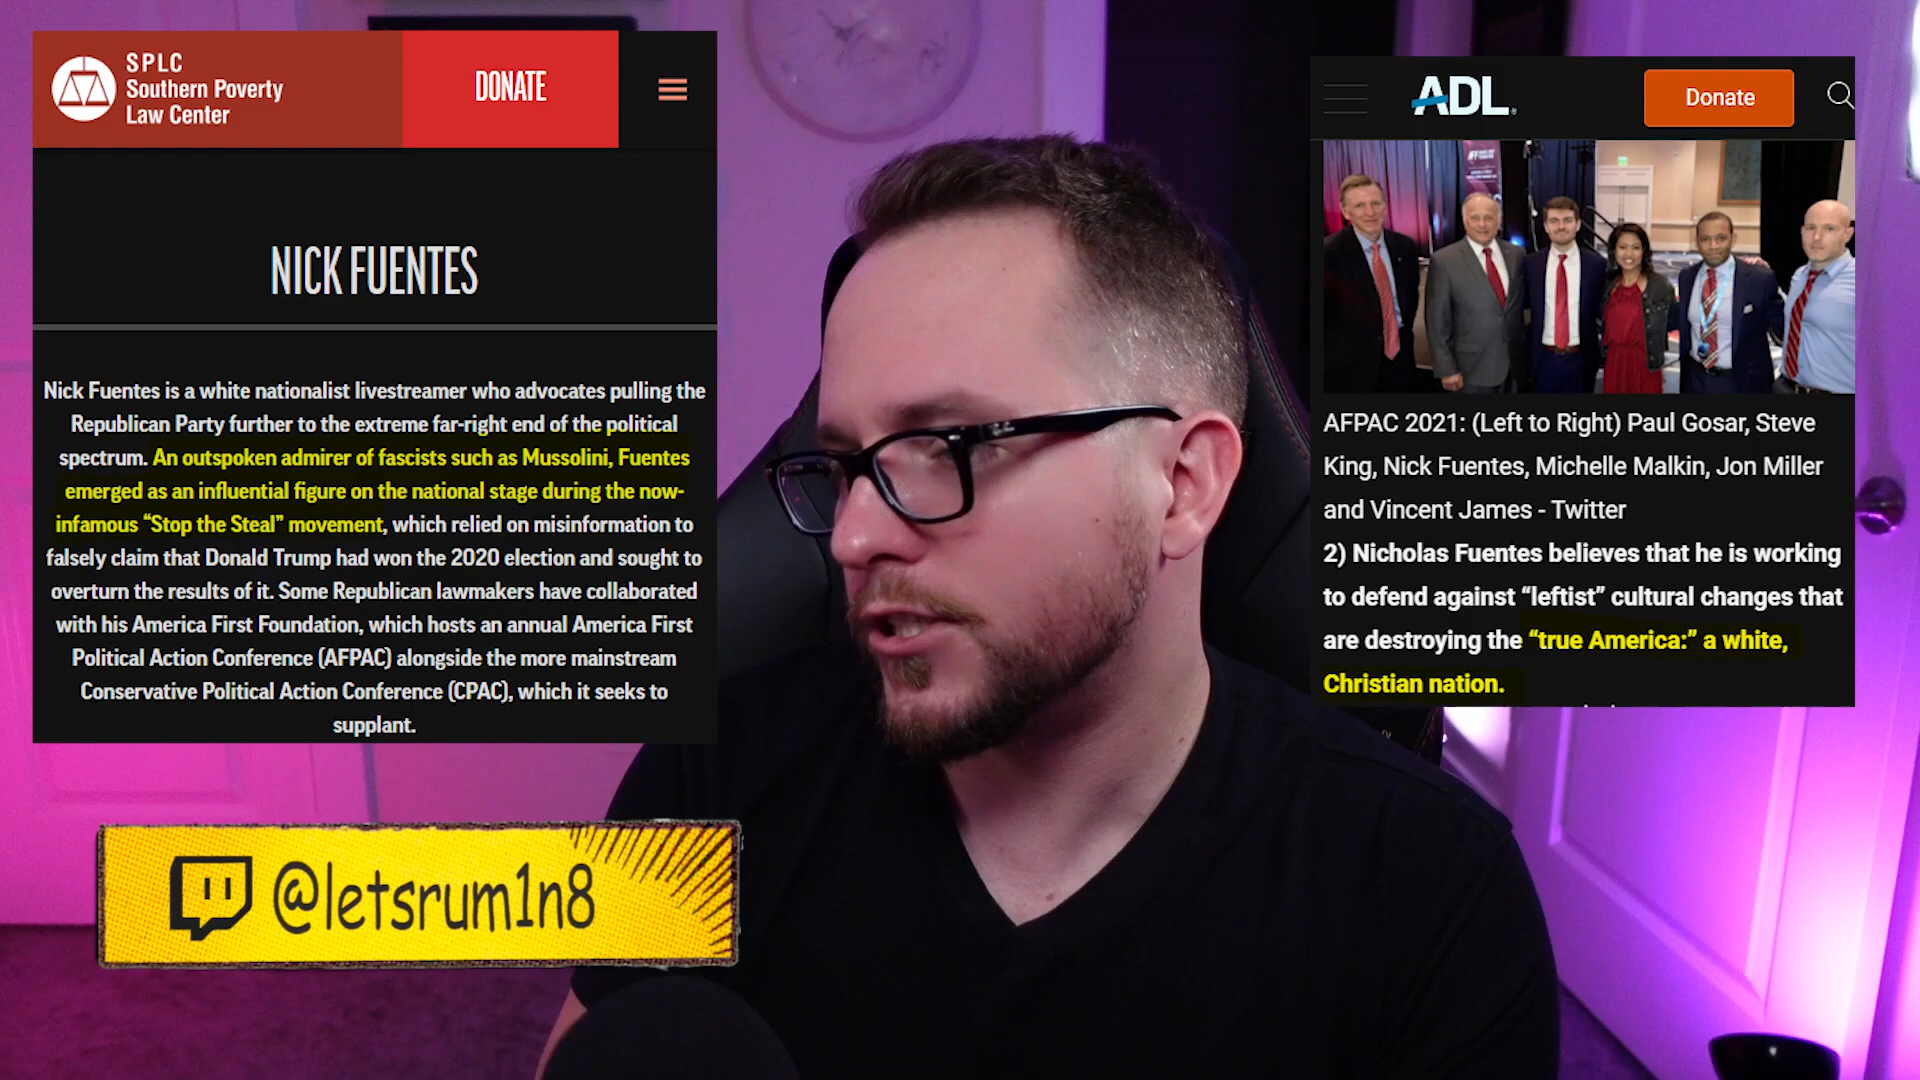 SPLC
Southern Poverty
Law Center
DONATE
NICK FUENTES
Nick Fuentes is a white nationalist livestreamer who advocates pulling the
Republican Party further to the extreme far-right end of the political
spectrum. An outspoken admirer of fascists such as Mussolini, Fuentes
emerged as an influential figure on the national stage during the now-
infamous “Stop the Steal” movement, which relied on misinformation to
falsely claim that Donald Trump had won the 2020 election and sought to
overturn the results of it. Some Republican lawmakers have collaborated
with his America First Foundation, which hosts an annual America First
Political Action Conference (AFPAC) alongside the more mainstream
Conservative Political Action Conference (CPAC), which it seeks to
supplant.
@letsrum1n8
ADL
Donate
AFPAC 2021: (Left to Right) Paul Gosar, Steve
King, Nick Fuentes, Michelle Malkin, Jon Miller
and Vincent James - Twitter
2) Nicholas Fuentes believes that he is working
to defend against “leftist” cultural changes that
are destroying the “true America:” a white,
Christian nation.